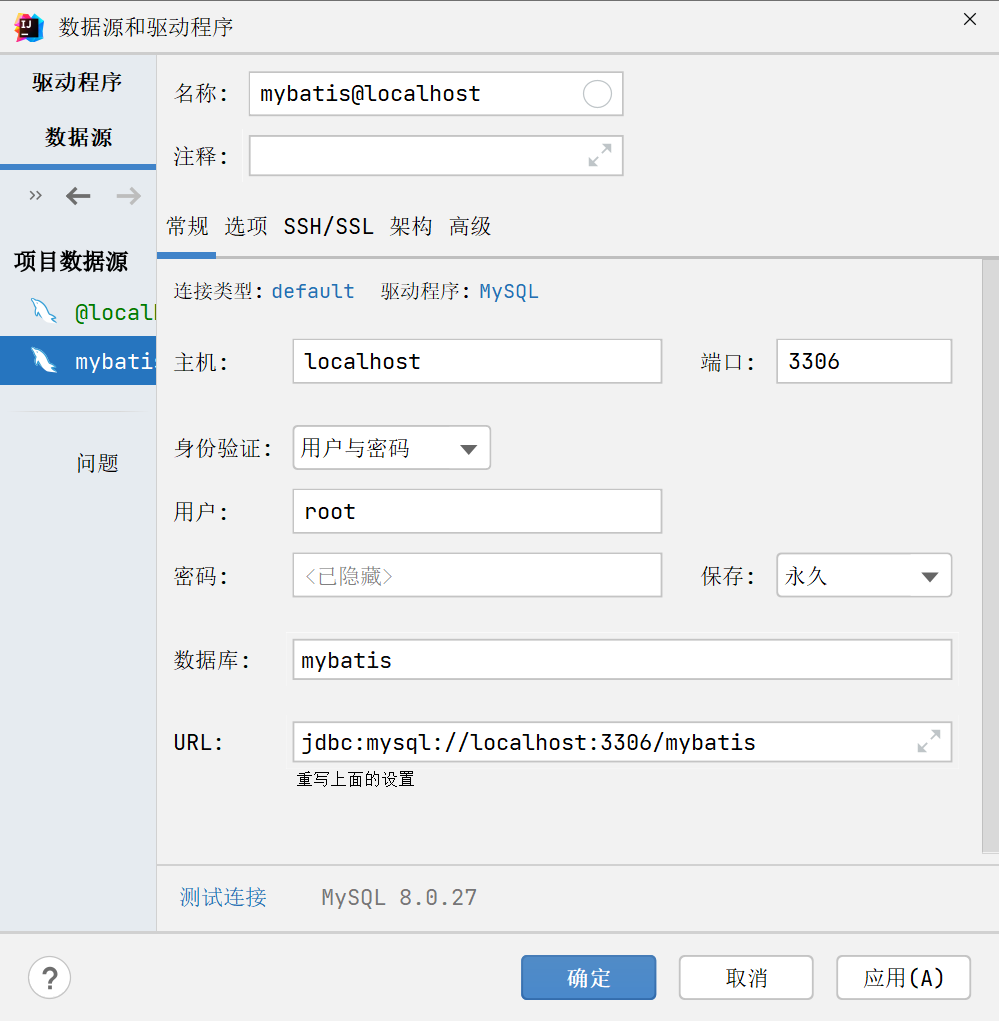 数据源和驱动程序
驱动程序
数据源
项目数据源
@local
mybatis
问题
名称: mybatis@localhost
注释:
常规 选项 SSH/SSL 架构 高级
连接类型: default 驱动程序: MySQL
主机: localhost 端口: 3306
身份验证: 用户与密码
用户: root
密码: <已隐藏> 保存: 永久
数据库: mybatis
URL: jdbc:mysql://localhost:3306/mybatis
重写上面的设置
测试连接 MySQL 8.0.27
? 确定 取消 应用(A)